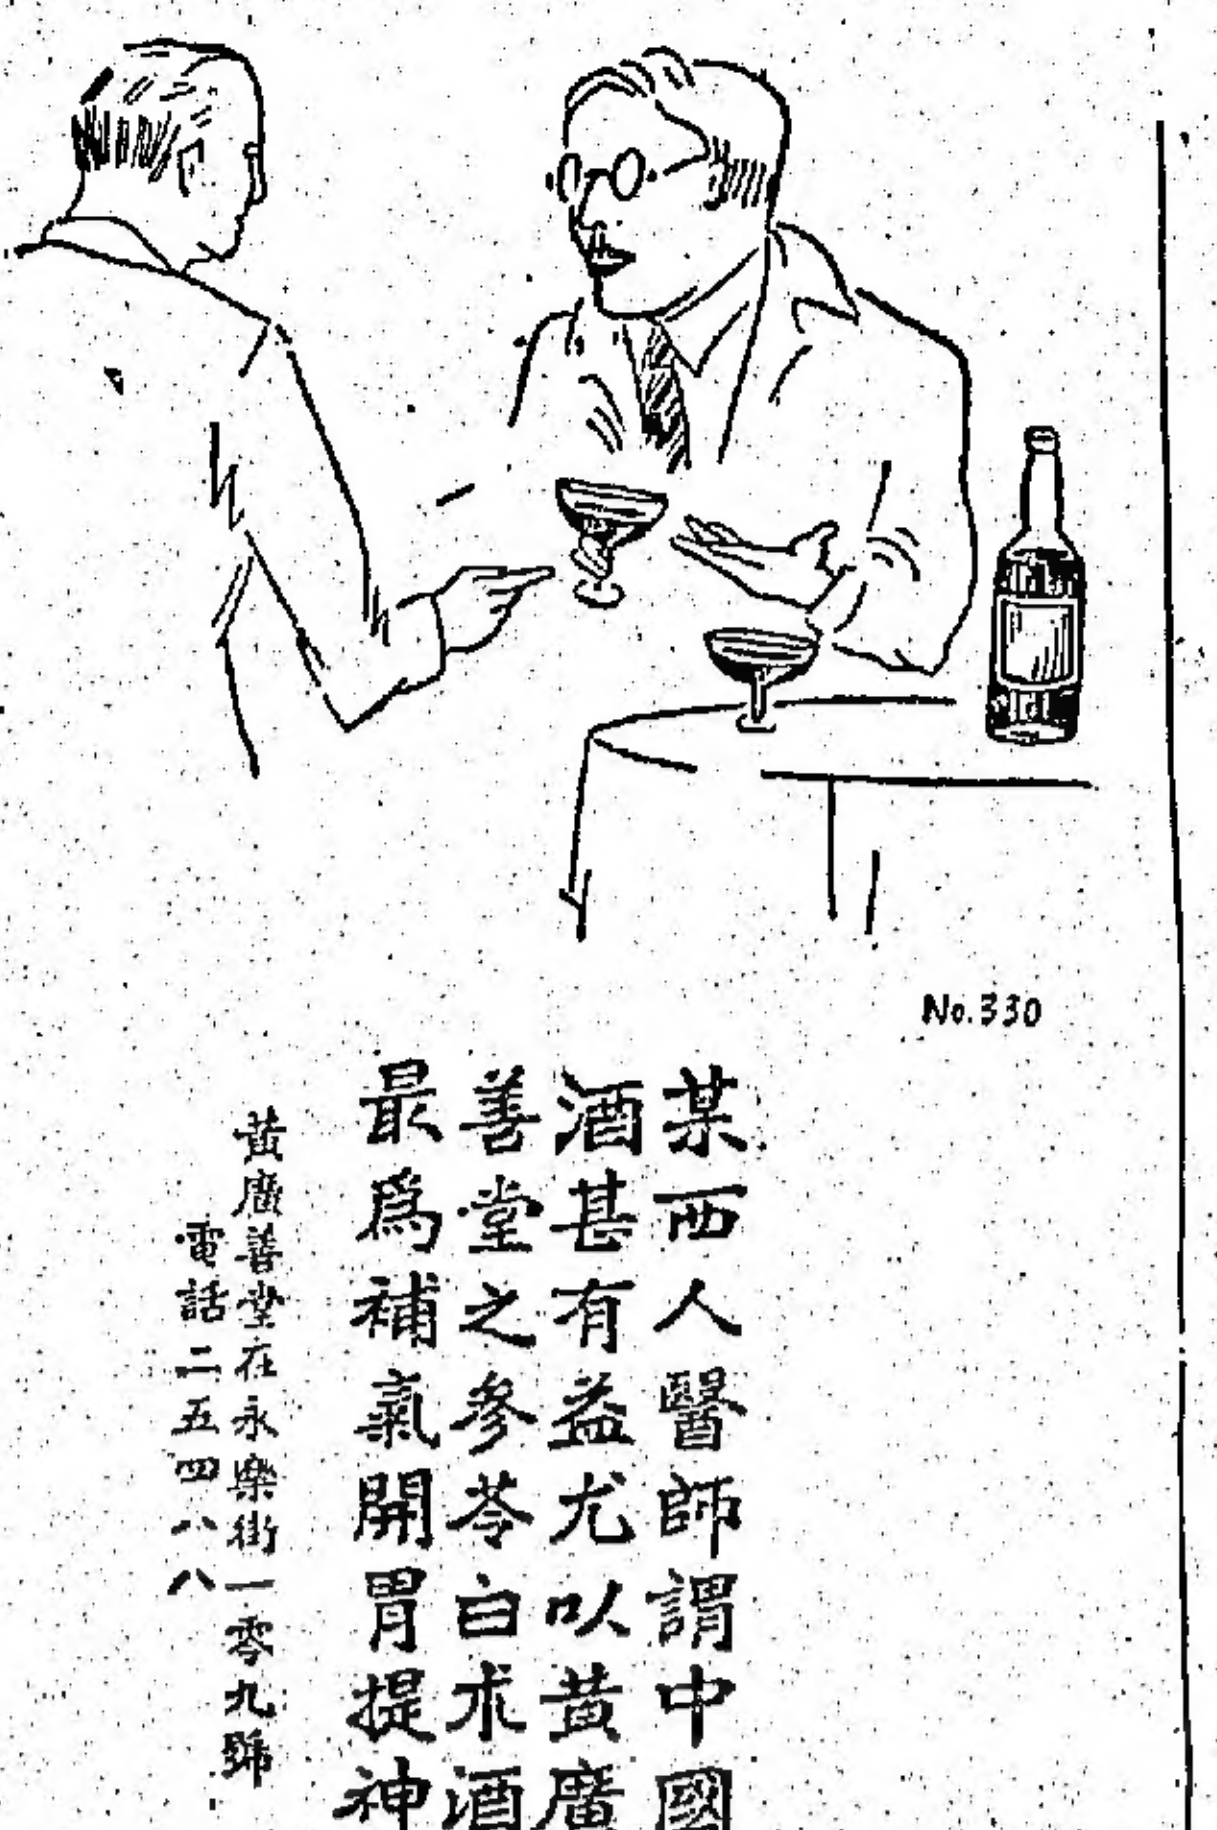 No.330
某西人醫師謂中國
酒甚有益尤以黃廣
善堂之參苓白朮酒
最爲補氣開胃提神
黃廣善堂在永樂街一零九號
電話二五四八八